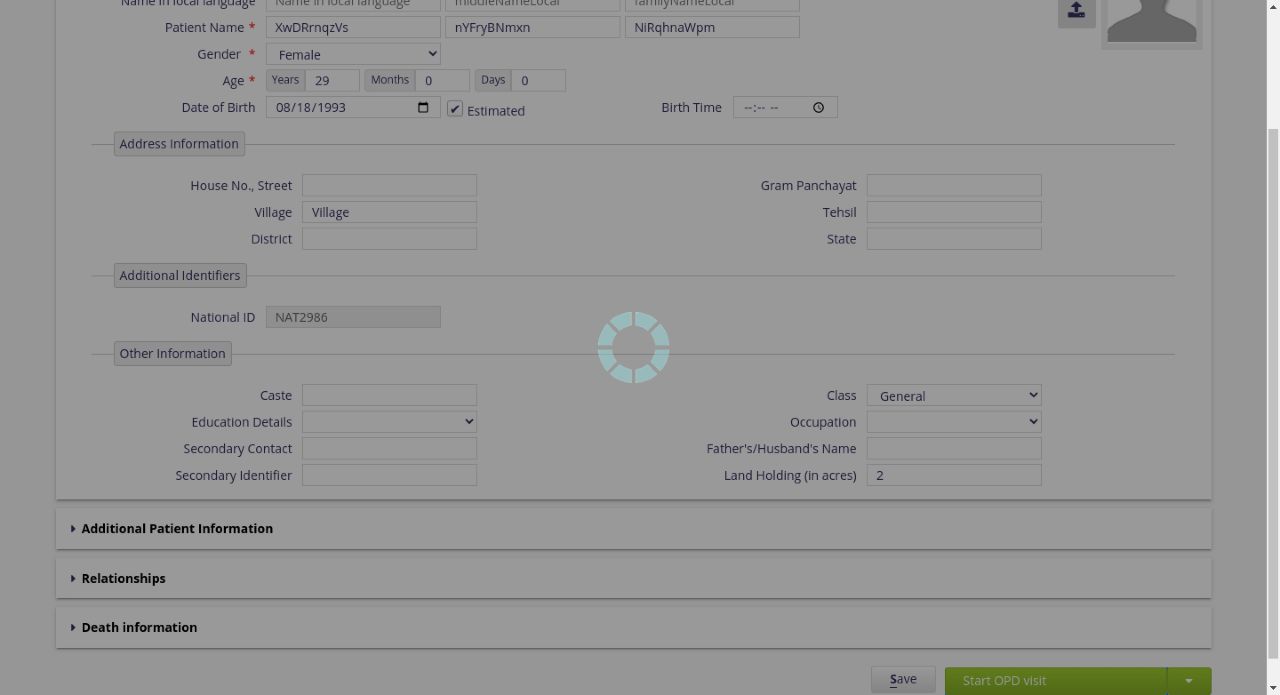 Name in local language Name in local language middleNameLocal familyNameLocal
Patient Name * XwDRrnqzVs nYFryBNmxn NiRqhnaWpm
Gender * Female
Age * Years 29 Months 0 Days 0
Date of Birth 08/18/1993 Estimated Birth Time --:-- --
Address Information
House No., Street Gram Panchayat
Village Village Tehsil
District State
Additional Identifiers
National ID NAT2986
Other Information
Caste Class General
Education Details Occupation
Secondary Contact Father's/Husband's Name
Secondary Identifier Land Holding (in acres) 2
Additional Patient Information
Relationships
Death information
Save Start OPD visit